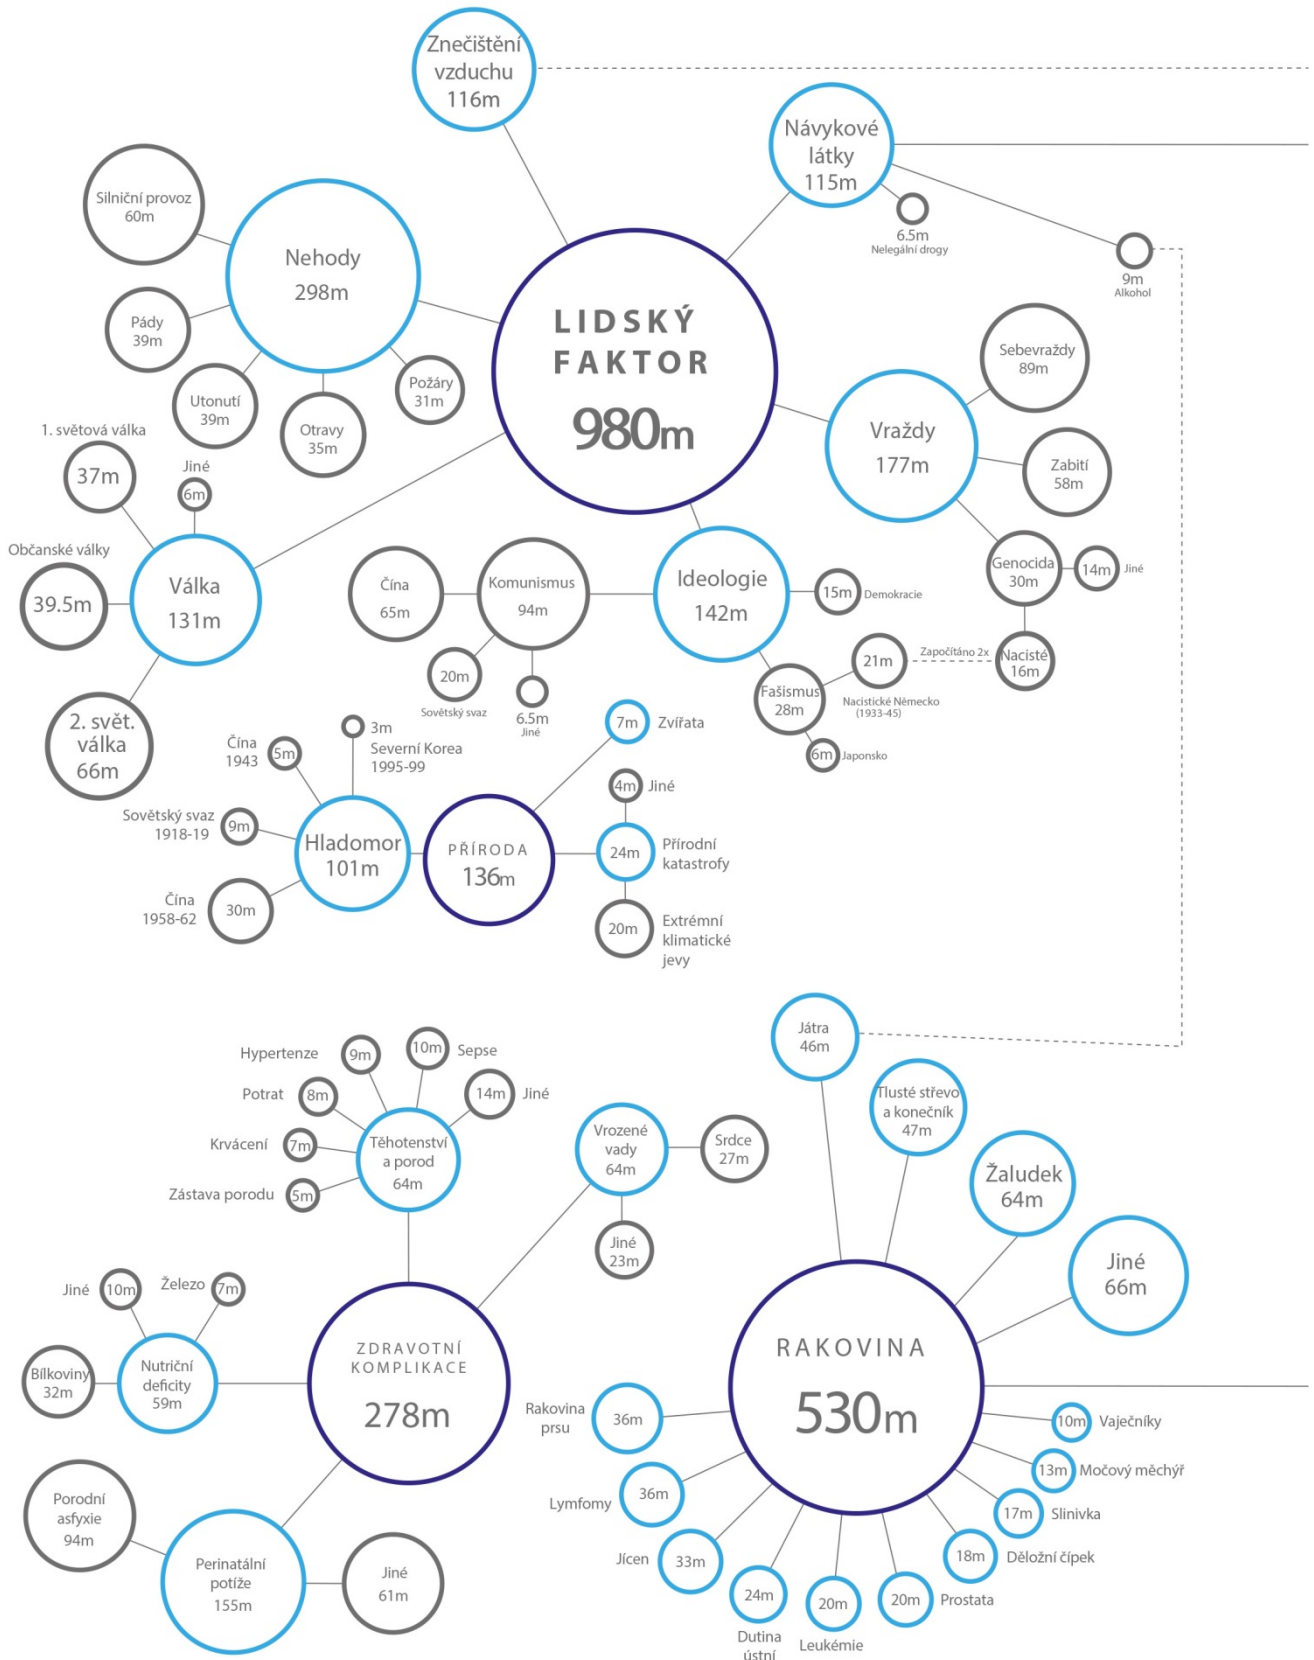 Znečištění
vzduchu
116m
Návykové
látky
115m
6.5m
Nelegální drogy
9m
Alkohol
Silniční provoz
60m
Nehody
298m
Pády
39m
Utonutí
39m
Otravy
35m
Požáry
31m
LIDSKÝ
FAKTOR
980m
Sebevraždy
89m
Vraždy
177m
Zabití
58m
Genocida
30m
14m
Jiné
Nacisté
16m
Započítáno 2x
1. světová válka
37m
Jiné
6m
Občanské války
39.5m
Válka
131m
2. svět.
válka
66m
Čína
65m
Komunismus
94m
20m
Sovětský svaz
6.5m
Jiné
Ideologie
142m
15m
Demokracie
Fašismus
28m
21m
Nacistické Německo
(1933-45)
6m
Japonsko
3m
Severní Korea
1995-99
Čína
1943
5m
Sovětský svaz
1918-19
9m
Čína
1958-62
30m
Hladomor
101m
PŘÍRODA
136m
7m
Zvířata
4m
Jiné
24m
Přírodní
katastrofy
20m
Extrémní
klimatické
jevy
Hypertenze
9m
10m
Sepse
Potrat
8m
14m
Jiné
Krvácení
7m
Zástava porodu
5m
Těhotenství
a porod
64m
Vrozené
vady
64m
Srdce
27m
Jiné
23m
Jiné
10m
Železo
7m
Bílkoviny
32m
Nutriční
deficity
59m
ZDRAVOTNÍ
KOMPLIKACE
278m
Porodní
asfyxie
94m
Perinatální
potíže
155m
Jiné
61m
Játra
46m
Tlusté střevo
a konečník
47m
Žaludek
64m
Jiné
66m
RAKOVINA
530m
Rakovina
prsu
36m
Lymfomy
36m
Jícen
33m
24m
Dutina
ústní
20m
Leukémie
20m
Prostata
18m
Děložní čípek
17m
Slinivka
13m
Močový měchýř
10m
Vaječníky